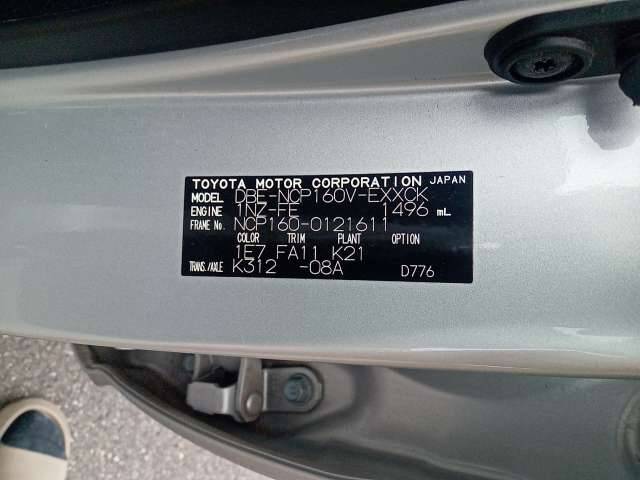 TOYOTA MOTOR CORPORATION JAPAN
MODEL DBE-NCP160V-EXXCK
ENGINE 1NZ-FE 1496 mL
FRAME No. NCP160-0121611
COLOR TRIM PLANT OPTION
1E7 FA11 K21
TRANS./AXLE K312 -08A D776